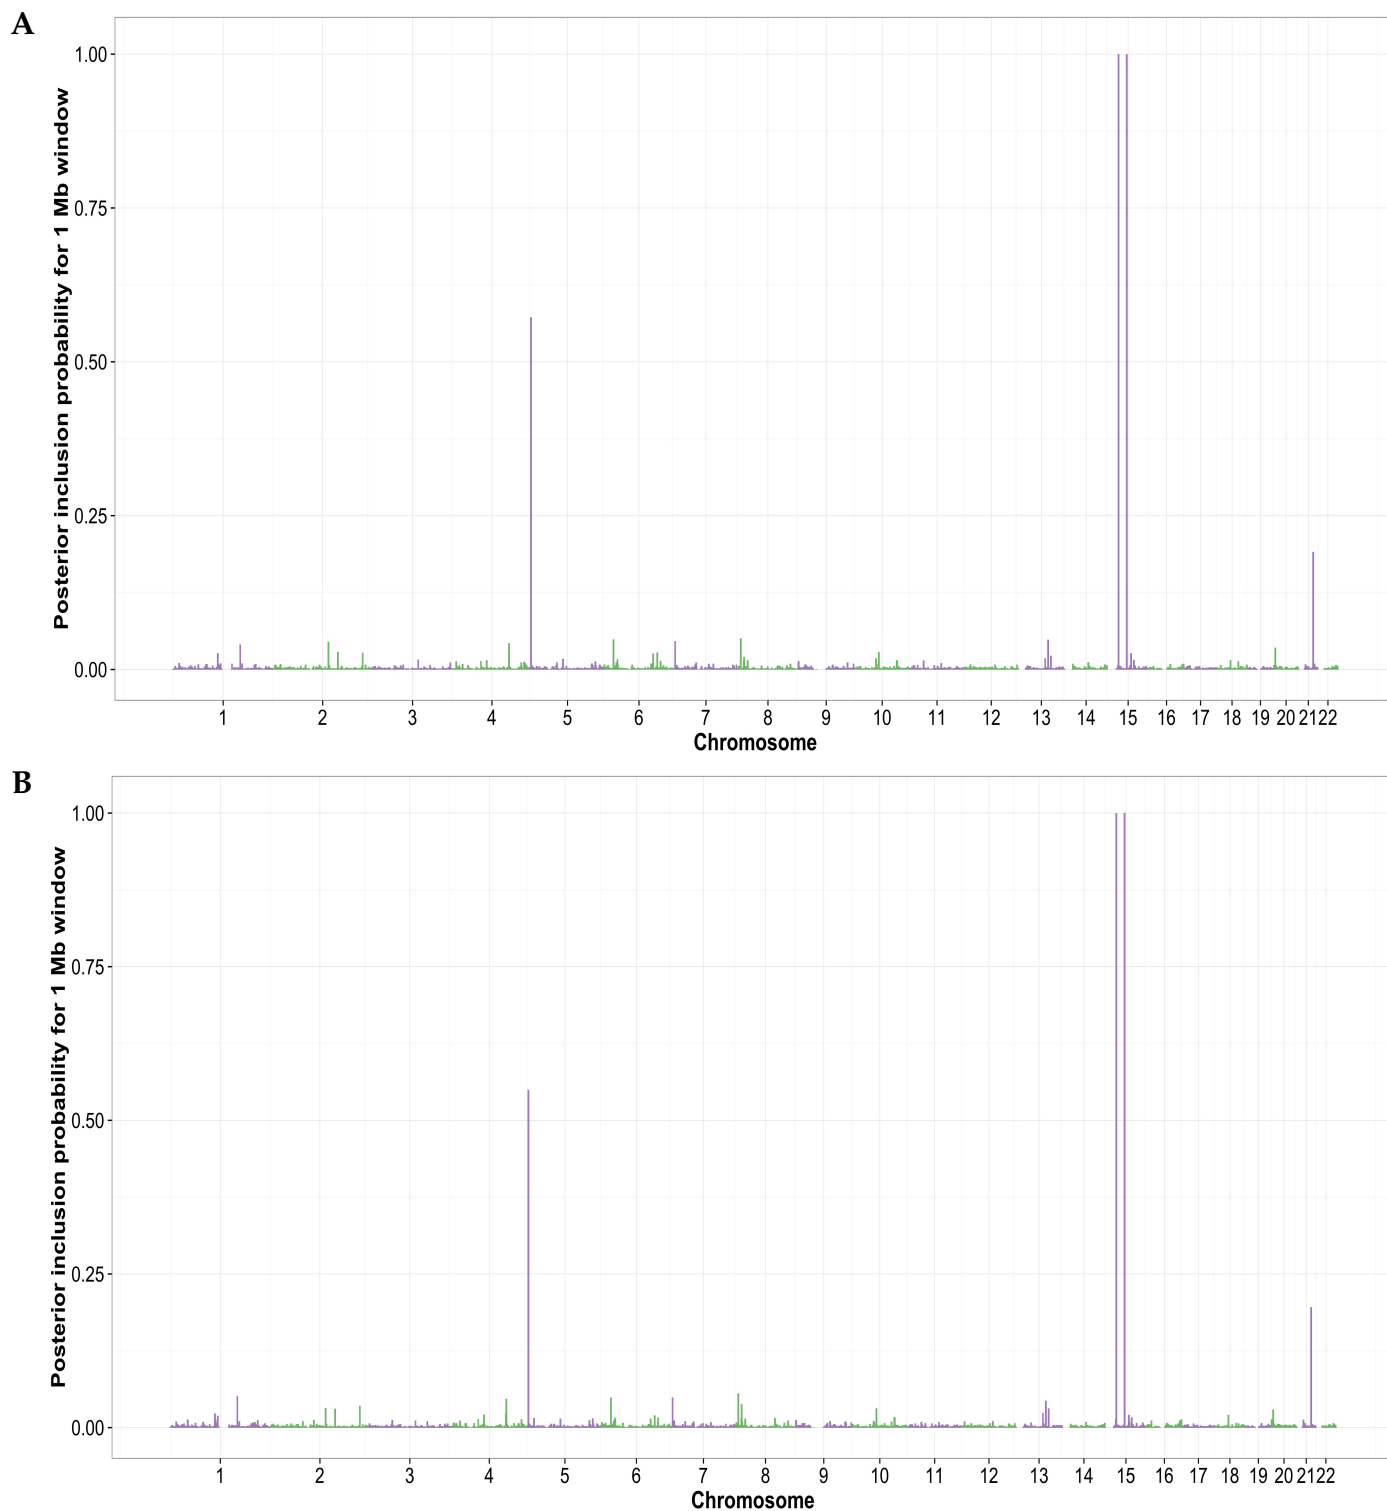 A
Posterior inclusion probability for 1 Mb window
1.00
0.75
0.50
0.25
0.00
1 2 3 4 5 6 7 8 9 10 11 12 13 14 15 16 17 18 19 20 21 22
Chromosome
B
Posterior inclusion probability for 1 Mb window
1.00
0.75
0.50
0.25
0.00
1 2 3 4 5 6 7 8 9 10 11 12 13 14 15 16 17 18 19 20 21 22
Chromosome